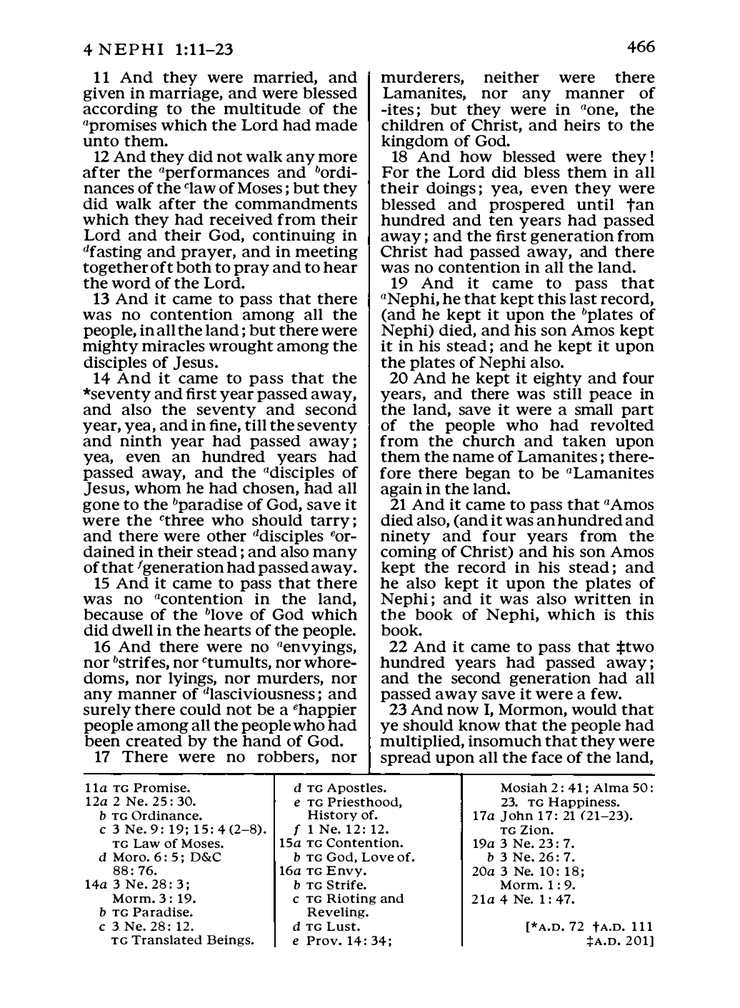 4 NEPHI 1:11–23
466
11 And they were married, and
given in marriage, and were blessed
according to the multitude of the
apromises which the Lord had made
unto them.
12 And they did not walk any more
after the aperformances and bordi-
nances of the claw of Moses; but they
did walk after the commandments
which they had received from their
Lord and their God, continuing in
dfasting and prayer, and in meeting
together oft both to pray and to hear
the word of the Lord.
13 And it came to pass that there
was no contention among all the
people, in all the land; but there were
mighty miracles wrought among the
disciples of Jesus.
14 And it came to pass that the
*seventy and first year passed away,
and also the seventy and second
year, yea, and in fine, till the seventy
and ninth year had passed away;
yea, even an hundred years had
passed away, and the adisciples of
Jesus, whom he had chosen, had all
gone to the bparadise of God, save it
were the cthree who should tarry;
and there were other ddisciples eor-
dained in their stead; and also many
of that fgeneration had passed away.
15 And it came to pass that there
was no acontention in the land,
because of the blove of God which
did dwell in the hearts of the people.
16 And there were no aenvyings,
nor bstrifes, nor ctumults, nor whore-
doms, nor lyings, nor murders, nor
any manner of dlasciviousness; and
surely there could not be a ehappier
people among all the people who had
been created by the hand of God.
17 There were no robbers, nor
murderers, neither were there
Lamanites, nor any manner of
-ites; but they were in aone, the
children of Christ, and heirs to the
kingdom of God.
18 And how blessed were they!
For the Lord did bless them in all
their doings; yea, even they were
blessed and prospered until †an
hundred and ten years had passed
away; and the first generation from
Christ had passed away, and there
was no contention in all the land.
19 And it came to pass that
aNephi, he that kept this last record,
(and he kept it upon the bplates of
Nephi) died, and his son Amos kept
it in his stead; and he kept it upon
the plates of Nephi also.
20 And he kept it eighty and four
years, and there was still peace in
the land, save it were a small part
of the people who had revolted
from the church and taken upon
them the name of Lamanites; there-
fore there began to be aLamanites
again in the land.
21 And it came to pass that aAmos
died also, (and it was an hundred and
ninety and four years from the
coming of Christ) and his son Amos
kept the record in his stead; and
he also kept it upon the plates of
Nephi; and it was also written in
the book of Nephi, which is this
book.
22 And it came to pass that ‡two
hundred years had passed away;
and the second generation had all
passed away save it were a few.
23 And now I, Mormon, would that
ye should know that the people had
multiplied, insomuch that they were
spread upon all the face of the land,
11a TG Promise.
12a 2 Ne. 25:30.
b TG Ordinance.
c 3 Ne. 9:19; 15:4 (2–8).
TG Law of Moses.
d Moro. 6:5; D&C
88:76.
14a 3 Ne. 28:3;
Morm. 3:19.
b TG Paradise.
c 3 Ne. 28:12.
TG Translated Beings.
d TG Apostles.
e TG Priesthood,
History of.
f 1 Ne. 12:12.
15a TG Contention.
b TG God, Love of.
16a TG Envy.
b TG Strife.
c TG Rioting and
Reveling.
d TG Lust.
e Prov. 14:34;
Mosiah 2:41; Alma 50:
23. TG Happiness.
17a John 17:21 (21–23).
TG Zion.
19a 3 Ne. 23:7.
b 3 Ne. 26:7.
20a 3 Ne. 10:18;
Morm. 1:9.
21a 4 Ne. 1:47.
[*A.D. 72 †A.D. 111
‡A.D. 201]